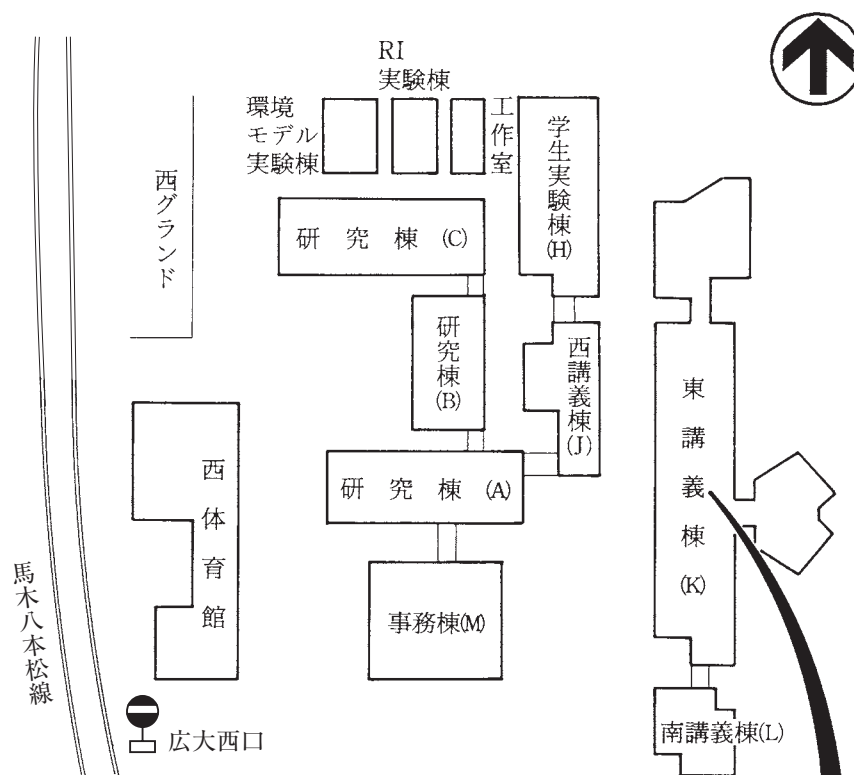 RI
実験棟
環境
モデル
実験棟
工作室
学生実験棟(H)
西グランド
研究棟(C)
研究棟(B)
西講義棟(J)
東講義棟(K)
研究棟(A)
西体育館
事務棟(M)
馬木八本松線
南講義棟(L)
広大西口